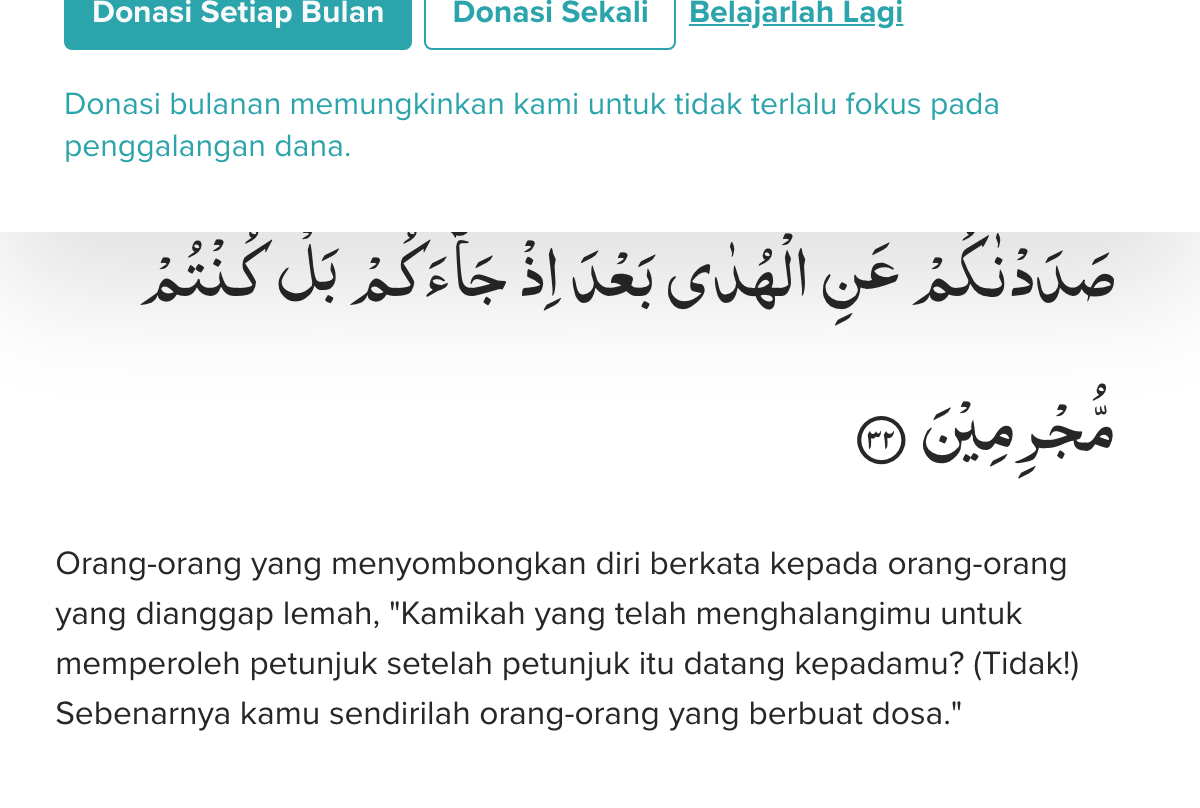 Donasi Setiap Bulan Donasi Sekali Belajarlah Lagi
Donasi bulanan memungkinkan kami untuk tidak terlalu fokus pada
penggalangan dana.
صَدَدْنٰكُمْ عَنِ الْهُدٰى بَعْدَ اِذْ جَاۤءَكُمْ بَلْ كُنْتُمْ
مُّجْرِمِيْنَ ٣٢
Orang-orang yang menyombongkan diri berkata kepada orang-orang
yang dianggap lemah, "Kamikah yang telah menghalangimu untuk
memperoleh petunjuk setelah petunjuk itu datang kepadamu? (Tidak!)
Sebenarnya kamu sendirilah orang-orang yang berbuat dosa."